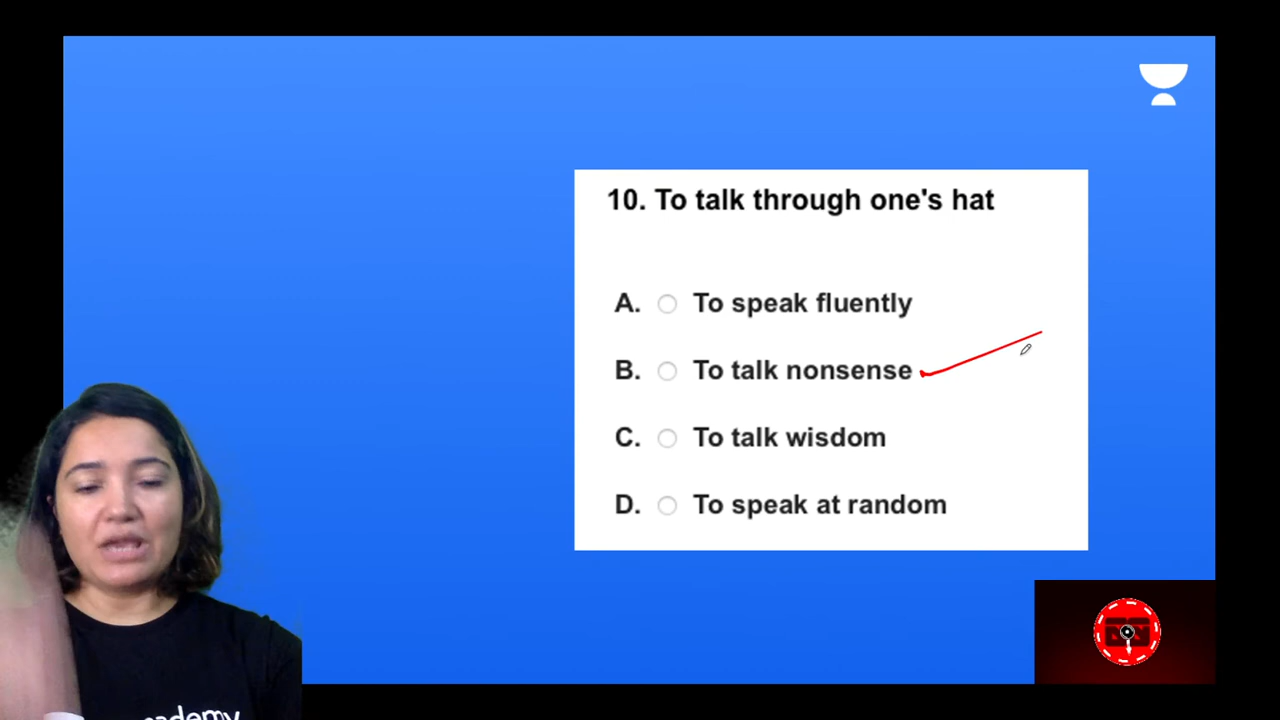 10. To talk through one's hat
A. To speak fluently
B. To talk nonsense
C. To talk wisdom
D. To speak at random